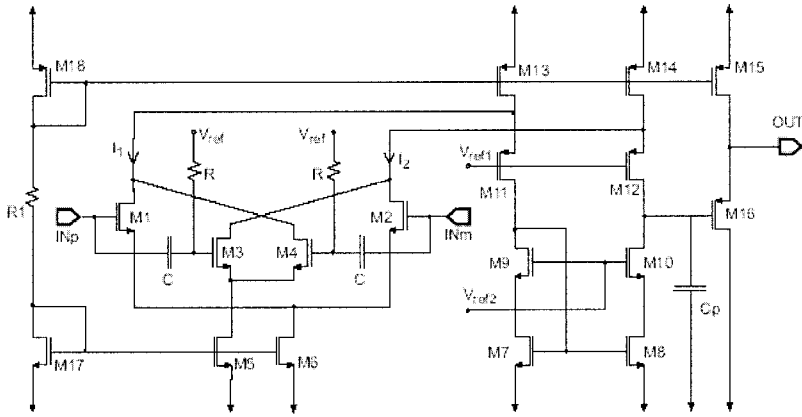 M18
M13
M14
M15
OUT
I1
Vref
Vref
I2
R
R
Vref1
M11
M12
M16
R1
INp
M1
M2
INm
M3
M4
C
C
M9
M10
Vref2
Cp
M17
M5
M6
M7
M8